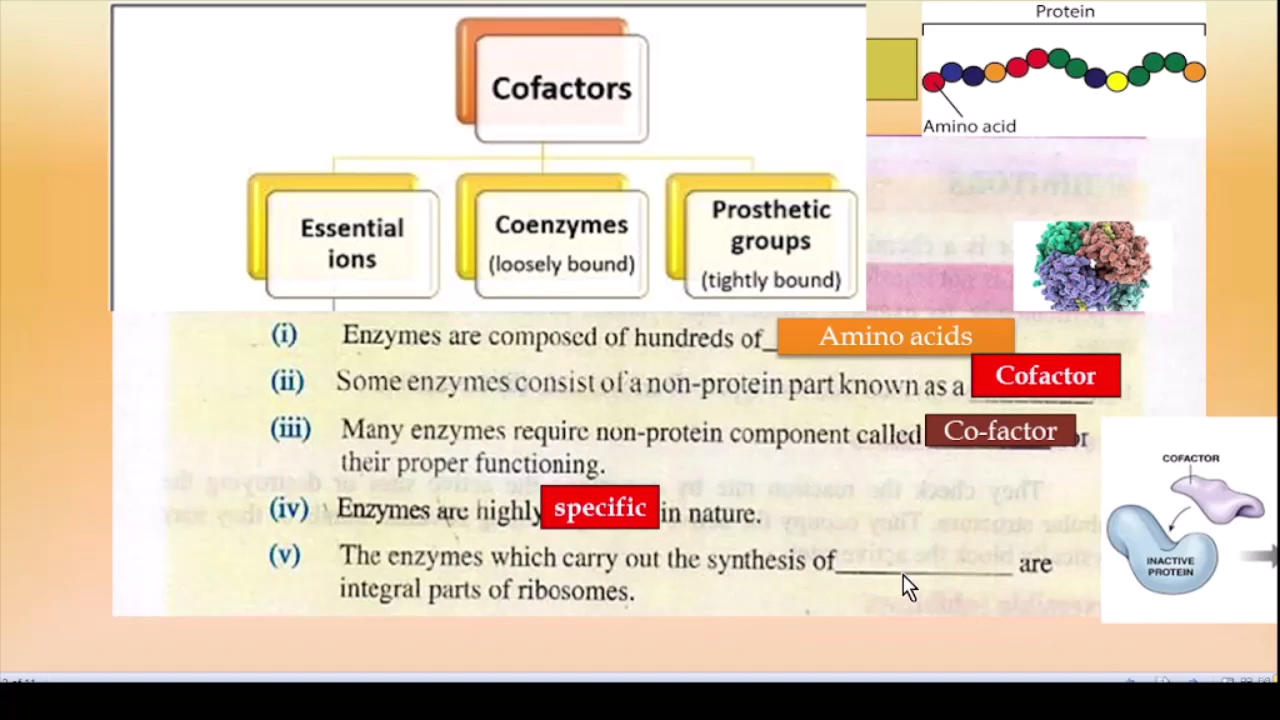 Protein
Amino acid
Cofactors
Essential
ions
Coenzymes
(loosely bound)
Prosthetic
groups
(tightly bound)
(i) Enzymes are composed of hundreds of_ Amino acids
(ii) Some enzymes consist of a non-protein part known as a Cofactor
(iii) Many enzymes require non-protein component called Co-factor or
their proper functioning.
(iv) Enzymes are highly specific in nature.
(v) The enzymes which carry out the synthesis of____________ are
integral parts of ribosomes.
COFACTOR
INACTIVE
PROTEIN